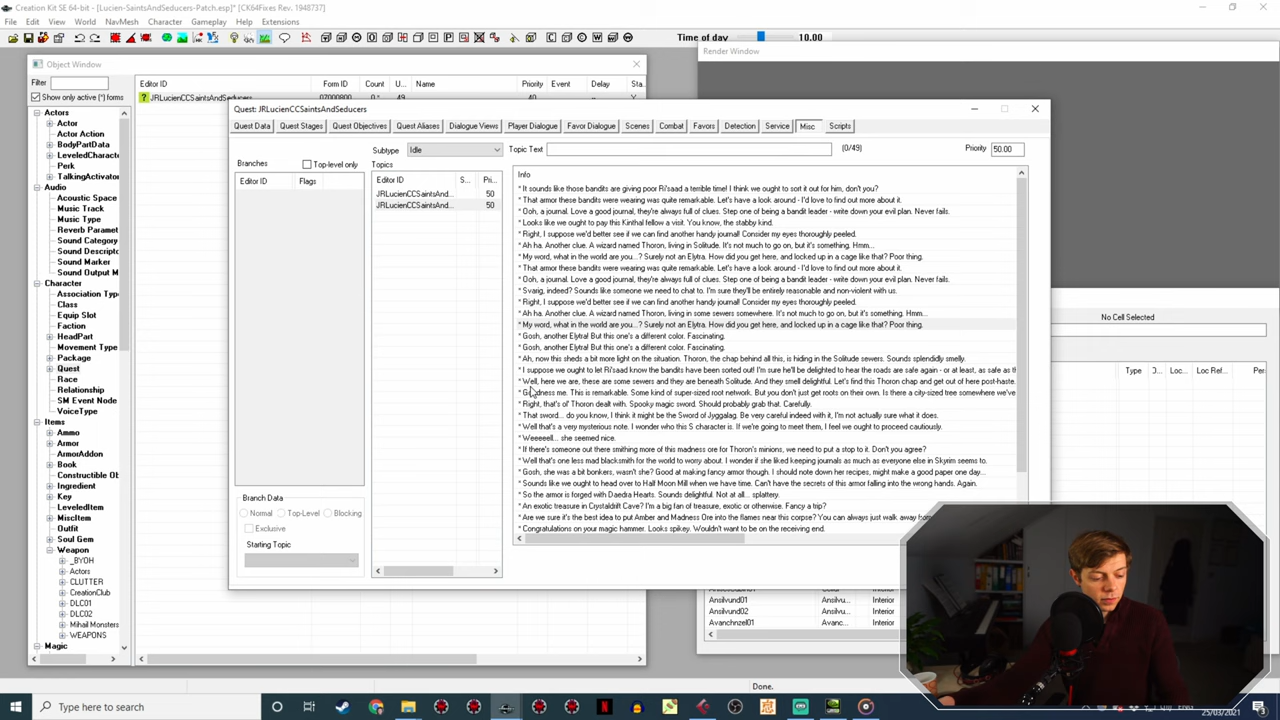 Creation Kit SE 64-bit - [Lucien-SaintsAndSeducers-Patch.esp]* [CK64Fixes Rev. 1948737]
File Edit View World NavMesh Character Gameplay Help Extensions
Time of day 10.00
Object Window
Render Window
Filter
Show only active (*) forms
Editor ID Form ID Count U... Name Priority Event Delay Sta...
JRLucienCCSaintsAndSeducers 07000800 0 * 49 40 -- Y
Actors
Actor
Actor Action
BodyPartData
LeveledCharacte
Perk
TalkingActivator
Audio
Acoustic Space
Music Track
Music Type
Reverb Paramet
Sound Category
Sound Descripto
Sound Marker
Sound Output M
Character
Association Typ
Class
Equip Slot
Faction
HeadPart
Movement Type
Package
Quest
Race
Relationship
SM Event Node
VoiceType
Items
Ammo
Armor
ArmorAddon
Book
Constructible
Ingredient
Key
LeveledItem
MiscItem
Outfit
Soul Gem
Weapon
_BYOH
Actors
CLUTTER
CreationClub
DLC01
DLC02
Mihail Monsters
WEAPONS
Magic
Quest: JRLucienCCSaintsAndSeducers
Quest Data Quest Stages Quest Objectives Quest Aliases Dialogue Views Player Dialogue Favor Dialogue Scenes Combat Favors Detection Service Misc Scripts
Subtype Idle Topic Text (0/49) Priority 50.00
Branches Top-level only Topics
Editor ID Flags
Editor ID S... Pri...
JRLucienCCSaintsAnd... 50
JRLucienCCSaintsAnd... 50
Branch Data
Normal Top-Level Blocking
Exclusive
Starting Topic
Info
* It sounds like those bandits are giving poor Ri'saad a terrible time! I think we ought to sort it out for him, don't you?
* That armor these bandits were wearing was quite remarkable. Let's have a look around - I'd love to find out more about it.
* Ooh, a journal. Love a good journal, they're always full of clues. Step one of being a bandit leader - write down your evil plan. Never fails.
* Looks like we ought to pay this Kinthal fellow a visit. You know, the stabby kind.
* Right, I suppose we'd better see if we can find another handy journal! Consider my eyes thoroughly peeled.
* Ah ha. Another clue. A wizard named Thoron, living in Solitude. It's not much to go on, but it's something. Hmm...
* My word, what in the world are you...? Surely not an Elytra. How did you get here, and locked up in a cage like that? Poor thing.
* That armor these bandits were wearing was quite remarkable. Let's have a look around - I'd love to find out more about it.
* Ooh, a journal. Love a good journal, they're always full of clues. Step one of being a bandit leader - write down your evil plan. Never fails.
* Svarig, indeed? Sounds like someone we need to chat to. I'm sure they'll be entirely reasonable and non-violent with us.
* Right, I suppose we'd better see if we can find another handy journal! Consider my eyes thoroughly peeled.
* Ah ha. Another clue. A wizard named Thoron, living in some sewers somewhere. It's not much to go on, but it's something. Hmm...
* My word, what in the world are you...? Surely not an Elytra. How did you get here, and locked up in a cage like that? Poor thing.
* Gosh, another Elytra! But this one's a different color. Fascinating.
* Gosh, another Elytra! But this one's a different color. Fascinating.
* Ah, now this sheds a bit more light on the situation. Thoron, the chap behind all this, is hiding in the Solitude sewers. Sounds splendidly smelly.
* I suppose we ought to let Ri'saad know the bandits have been sorted out! I'm sure he'll be delighted to hear the roads are safe again - or at least, as safe as th
* Well, here we are, these are some sewers and they are beneath Solitude. And they smell delightful. Let's find this Thoron chap and get out of here post-haste.
* Goodness me. This is remarkable. Some kind of super-sized root network. But you don't just get roots on their own. Is there a city-sized tree somewhere we've
* Right, that's ol' Thoron dealt with. Spooky magic sword. Should probably grab that. Carefully.
* That sword... do you know, I think it might be the Sword of Jyggalag. Be very careful indeed with it, I'm not actually sure what it does.
* Well that's a very mysterious note. I wonder who this S character is. If we're going to meet them, I feel we ought to proceed cautiously.
* Weeeeell... she seemed nice.
* If there's someone out there smithing more of this madness ore for Thoron's minions, we need to put a stop to it. Don't you agree?
* Well that's one less mad blacksmith for the world to worry about. I wonder if she liked keeping journals as much as everyone else in Skyrim seems to.
* Gosh, she was a bit bonkers, wasn't she? Good at making fancy armor though. I should note down her recipes, might make a good paper one day...
* Sounds like we ought to head over to Half Moon Mill when we have time. Can't have the secrets of this armor falling into the wrong hands. Again.
* So the armor is forged with Daedra Hearts. Sounds delightful. Not at all... splattery.
* An exotic treasure in Crystaldrift Cave? I'm a big fan of treasure, exotic or otherwise. Fancy a trip?
* Are we sure it's the best idea to put Amber and Madness Ore into the flames near this corpse? You can always just walk away
* Congratulations on your magic hammer. Looks spikey. Wouldn't want to be on the receiving end.
No Cell Selected
Type D... Loc... Loc Rel... Per
Ansilvund01 Ansilvu... Interior
Ansilvund02 Ansilvu... Interior
Avanchnzel01 Avanc... Interior
Done.
Type here to search
ENG
25/03/2021